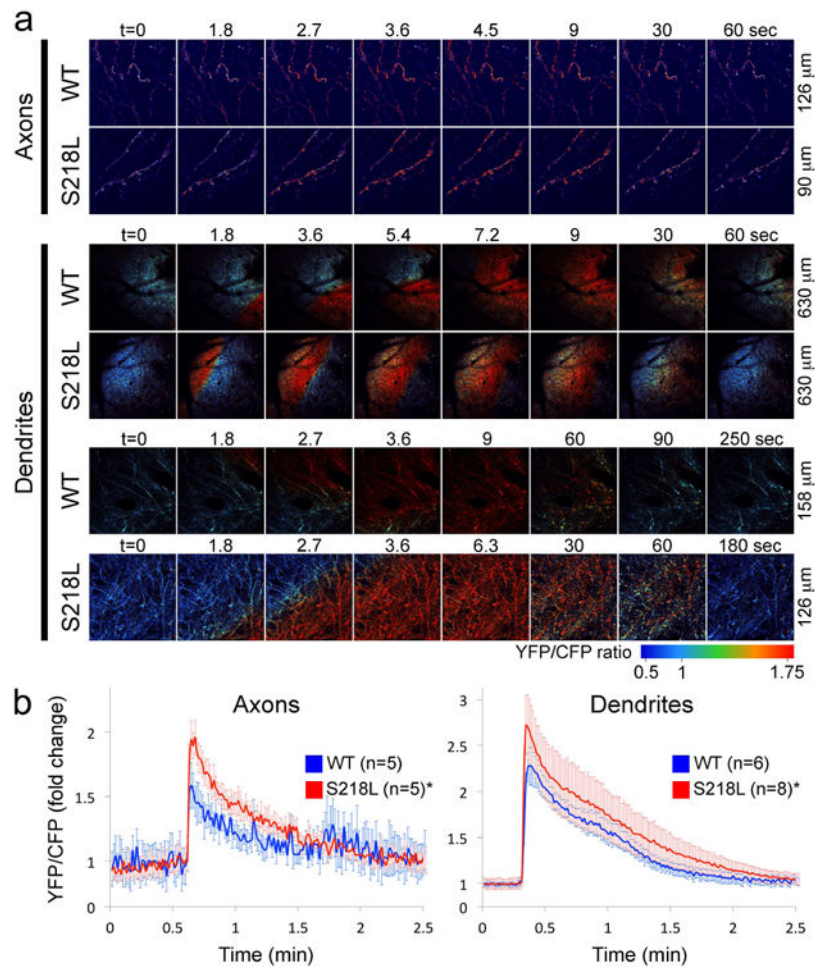 a
t=0 1.8 2.7 3.6 4.5 9 30 60 sec
Axons
WT
126 µm
S218L
90 µm
t=0 1.8 3.6 5.4 7.2 9 30 60 sec
Dendrites
WT
630 µm
S218L
630 µm
t=0 1.8 2.7 3.6 9 60 90 250 sec
WT
158 µm
t=0 1.8 2.7 3.6 6.3 30 60 180 sec
S218L
126 µm
YFP/CFP ratio
0.5 1 1.75
b
Axons
YFP/CFP (fold change)
2
1.5
1
0
WT (n=5)
S218L (n=5)*
0 0.5 1 1.5 2 2.5
Time (min)
Dendrites
3
2.5
2
1.5
1
0
WT (n=6)
S218L (n=8)*
0 0.5 1 1.5 2 2.5
Time (min)